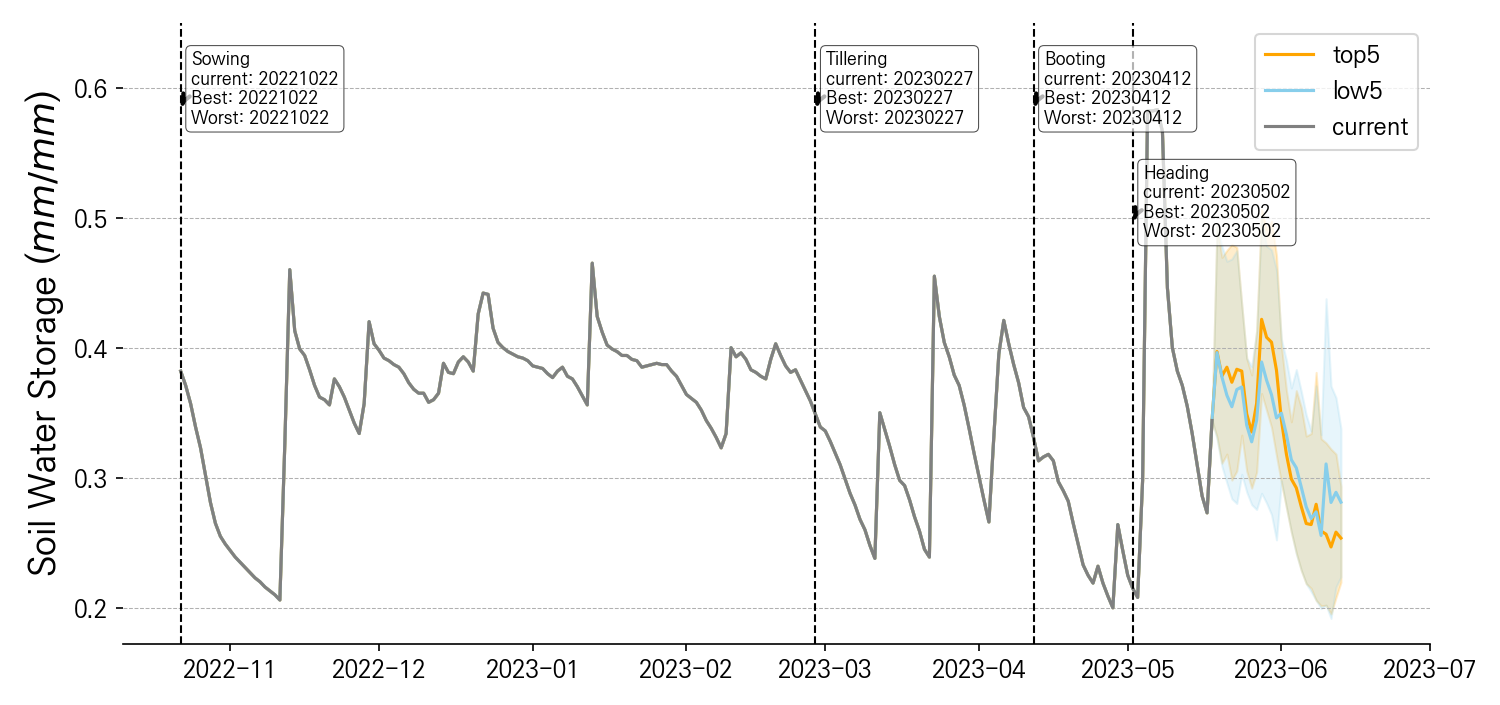 Sowing
current: 20221022
Best: 20221022
Worst: 20221022
Tillering
current: 20230227
Best: 20230227
Worst: 20230227
Booting
current: 20230412
Best: 20230412
Worst: 20230412
Heading
current: 20230502
Best: 20230502
Worst: 20230502
top5
low5
current
Soil Water Storage (mm/mm)
0.6
0.5
0.4
0.3
0.2
2022-11
2022-12
2023-01
2023-02
2023-03
2023-04
2023-05
2023-06
2023-07